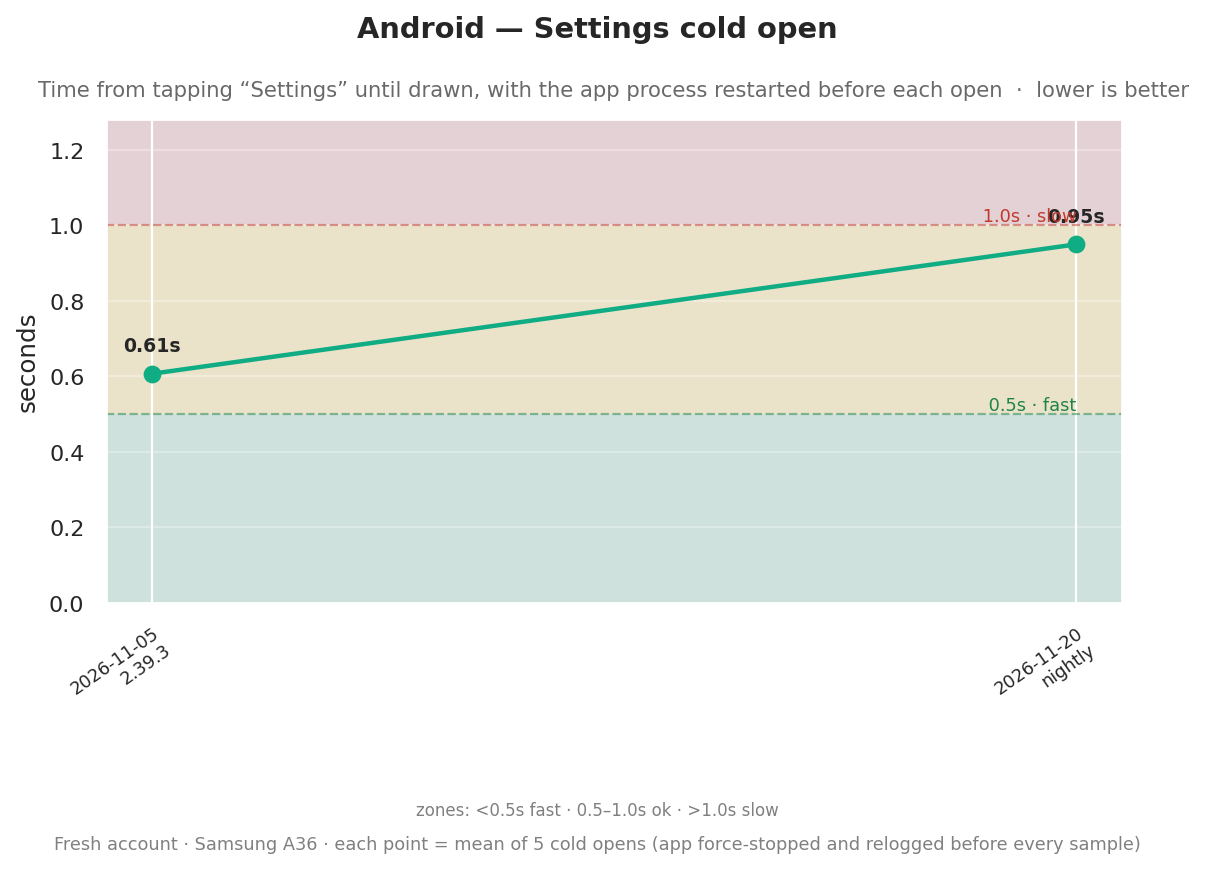 Android — Settings cold open
Time from tapping “Settings” until drawn, with the app process restarted before each open · lower is better
seconds
1.2
1.0
0.8
0.6
0.4
0.2
0.0
1.0s · slow
0.95s
0.61s
0.5s · fast
2026-11-05
2.39.3
2026-11-20
nightly
zones: <0.5s fast · 0.5–1.0s ok · >1.0s slow
Fresh account · Samsung A36 · each point = mean of 5 cold opens (app force-stopped and relogged before every sample)